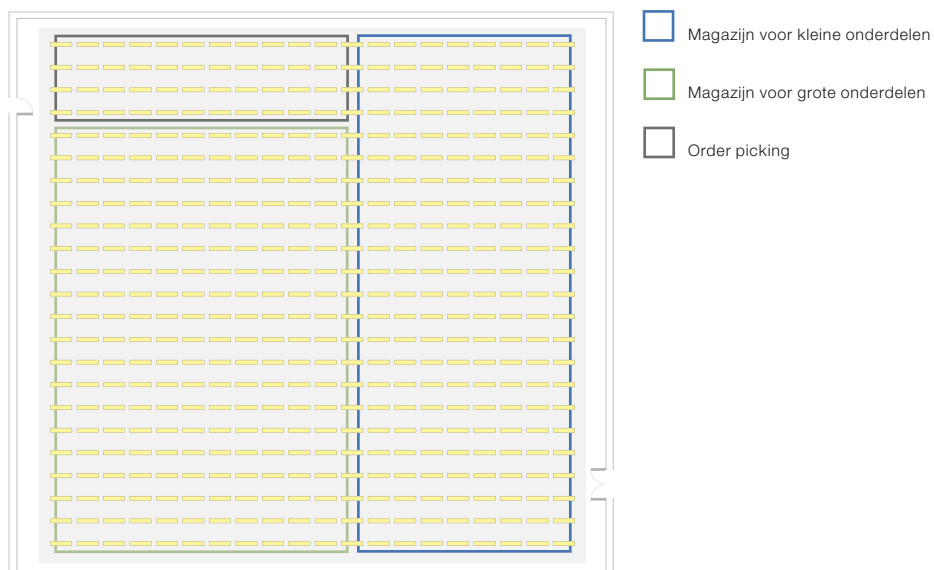 Magazijn voor kleine onderdelen
Magazijn voor grote onderdelen
Order picking